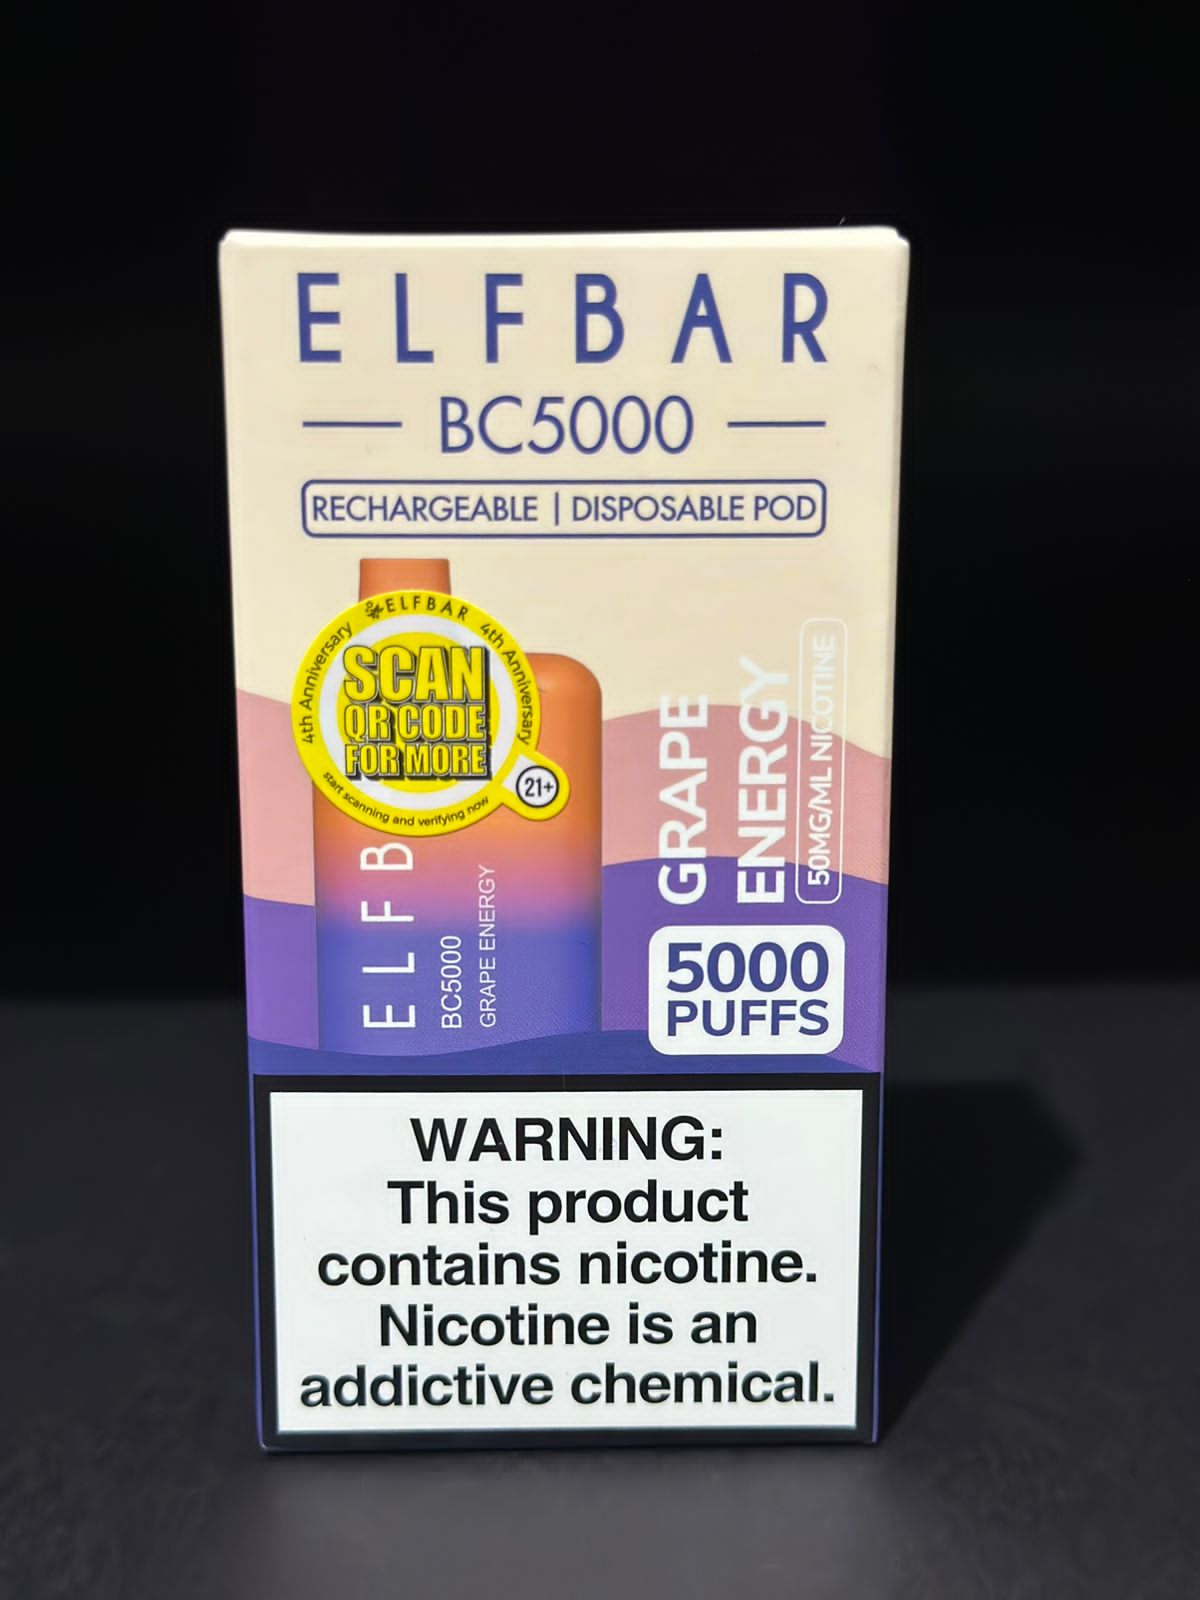 ELFBAR
BC5000
RECHARGEABLE | DISPOSABLE POD
ELFBAR
4th Anniversary
4th Anniversary
SCAN
QR CODE
FOR MORE
start scanning and verifying now
21+
ELFB
BC5000
GRAPE ENERGY
GRAPE
ENERGY
50MG/ML NICOTINE
5000
PUFFS
WARNING:
This product
contains nicotine.
Nicotine is an
addictive chemical.